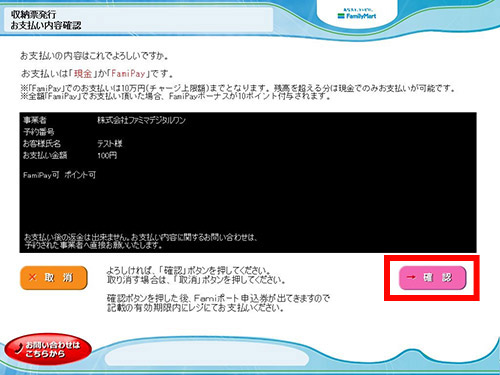 収納票発行
お支払い内容確認
FamilyMart
お支払いの内容はこれでよろしいですか。
お支払いは「現金」か「FamiPay」です。
※「FamiPay」でのお支払いは10万円(チャージ上限額)までとなります。残高を超える分は現金でのみお支払いが可能です。
※全額「FamiPay」でお支払い頂いた場合、FamiPayボーナスが10ポイント付与されます。
事業者 株式会社ファミマデジタルワン
予約番号
お客様氏名 テスト様
お支払い金額 100円
FamiPay可 ポイント可
お支払い後の返金は出来ません。お支払い内容に関するお問い合わせは、
予約された事業者へ直接お願いいたします。
× 取 消
よろしければ、「確認」ボタンを押してください。
取り消す場合は、「取消」ボタンを押してください。
確認ボタンを押した後、Famiポート申込券が出てきますので
記載の有効期限内にレジにてお支払ください。
→ 確 認
お問い合わせは
こちらから